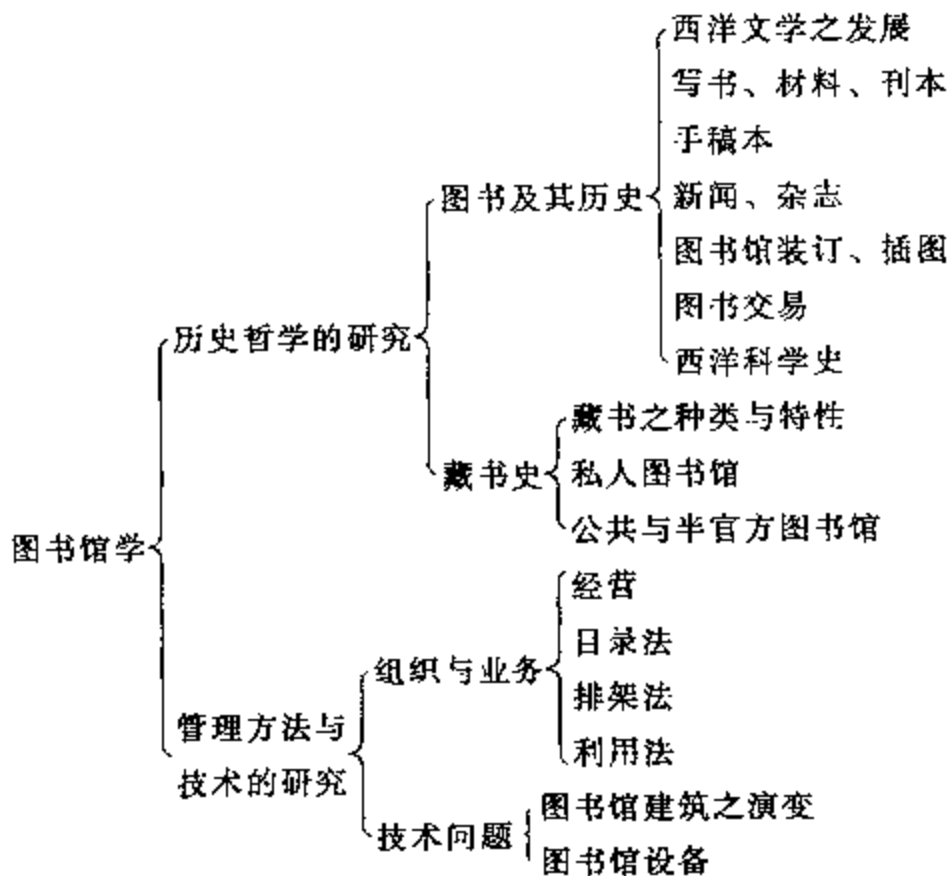 西洋文学之发展
写书、材料、刊本
手稿本
图书及其历史
新闻、杂志
图书馆装订、插图
图书交易
历史哲学的研究
西洋科学史
藏书之种类与特性
藏书史
私人图书馆
公共与半官方图书馆
图书馆学
经营
目录法
组织与业务
排架法
管理方法与
技术的研究
利用法
图书馆建筑之演变
技术问题
图书馆设备